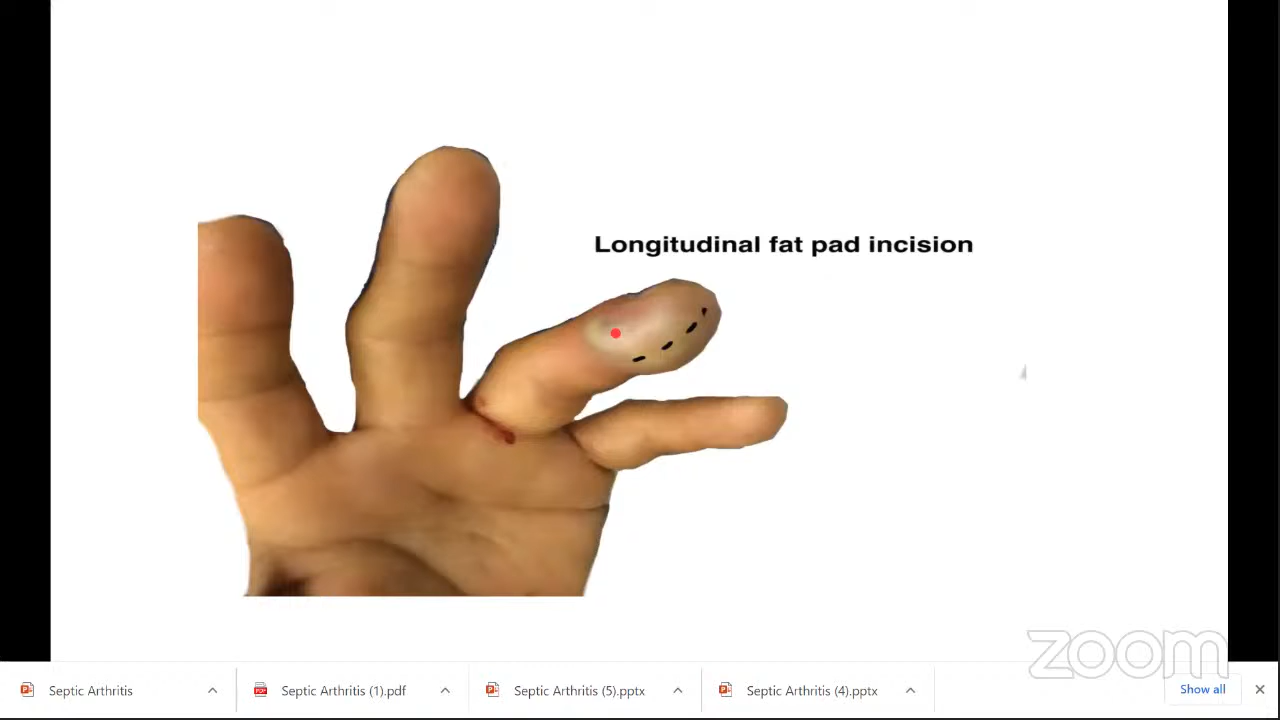 Longitudinal fat pad incision
zoom
Septic Arthritis
Septic Arthritis (1).pdf
Septic Arthritis (5).pptx
Septic Arthritis (4).pptx
Show all